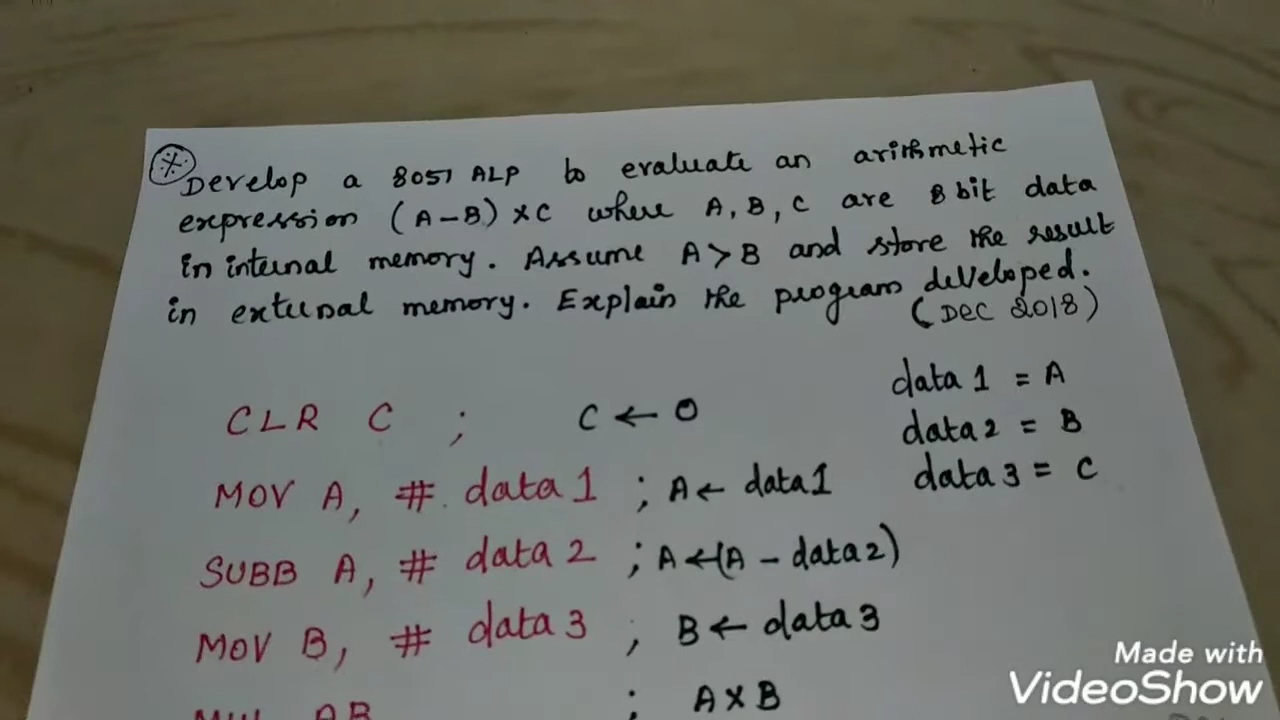 * Develop a 8051 ALP to evaluate an arithmetic
expression (A-B) × C where A, B, C are 8 bit data
in internal memory. Assume A > B and store the result
in external memory. Explain the program developed.
(Dec 2018)
data 1 = A
data 2 = B
data 3 = C
CLR C ; C ← 0
MOV A, # data 1 ; A ← data 1
SUBB A, # data 2 ; A ← (A - data 2)
MOV B, # data 3 ; B ← data 3
MUL AB ; A × B
Made with
VideoShow